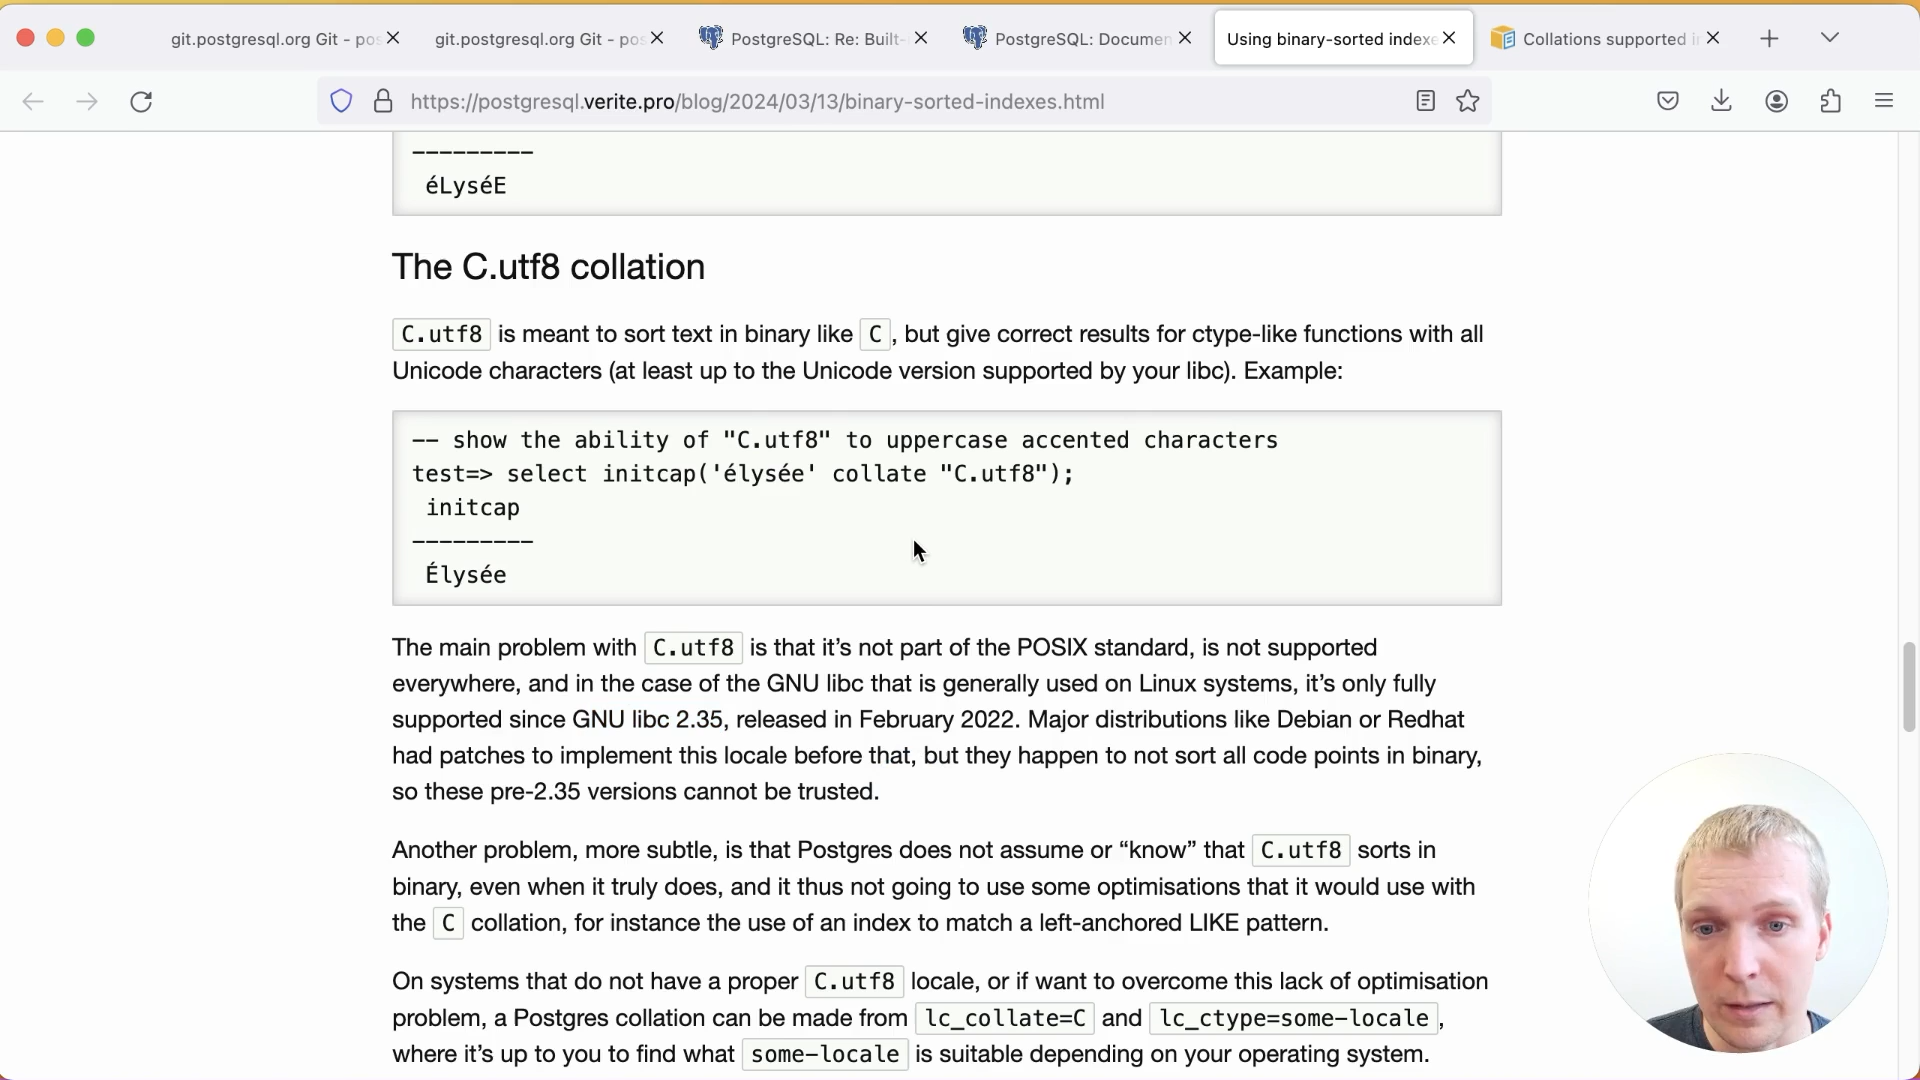 git.postgresql.org Git - pos
git.postgresql.org Git - pos
PostgreSQL: Re: Built-
PostgreSQL: Documen
Using binary-sorted indexe
Collations supported i
https://postgresql.verite.pro/blog/2024/03/13/binary-sorted-indexes.html
---------
éLyséE
The C.utf8 collation
C.utf8 is meant to sort text in binary like C, but give correct results for ctype-like functions with all
Unicode characters (at least up to the Unicode version supported by your libc). Example:
-- show the ability of "C.utf8" to uppercase accented characters
test=> select initcap('élysée' collate "C.utf8");
initcap
---------
Élysée
The main problem with C.utf8 is that it’s not part of the POSIX standard, is not supported
everywhere, and in the case of the GNU libc that is generally used on Linux systems, it’s only fully
supported since GNU libc 2.35, released in February 2022. Major distributions like Debian or Redhat
had patches to implement this locale before that, but they happen to not sort all code points in binary,
so these pre-2.35 versions cannot be trusted.
Another problem, more subtle, is that Postgres does not assume or “know” that C.utf8 sorts in
binary, even when it truly does, and it thus not going to use some optimisations that it would use with
the C collation, for instance the use of an index to match a left-anchored LIKE pattern.
On systems that do not have a proper C.utf8 locale, or if want to overcome this lack of optimisation
problem, a Postgres collation can be made from lc_collate=C and lc_ctype=some-locale,
where it’s up to you to find what some-locale is suitable depending on your operating system.